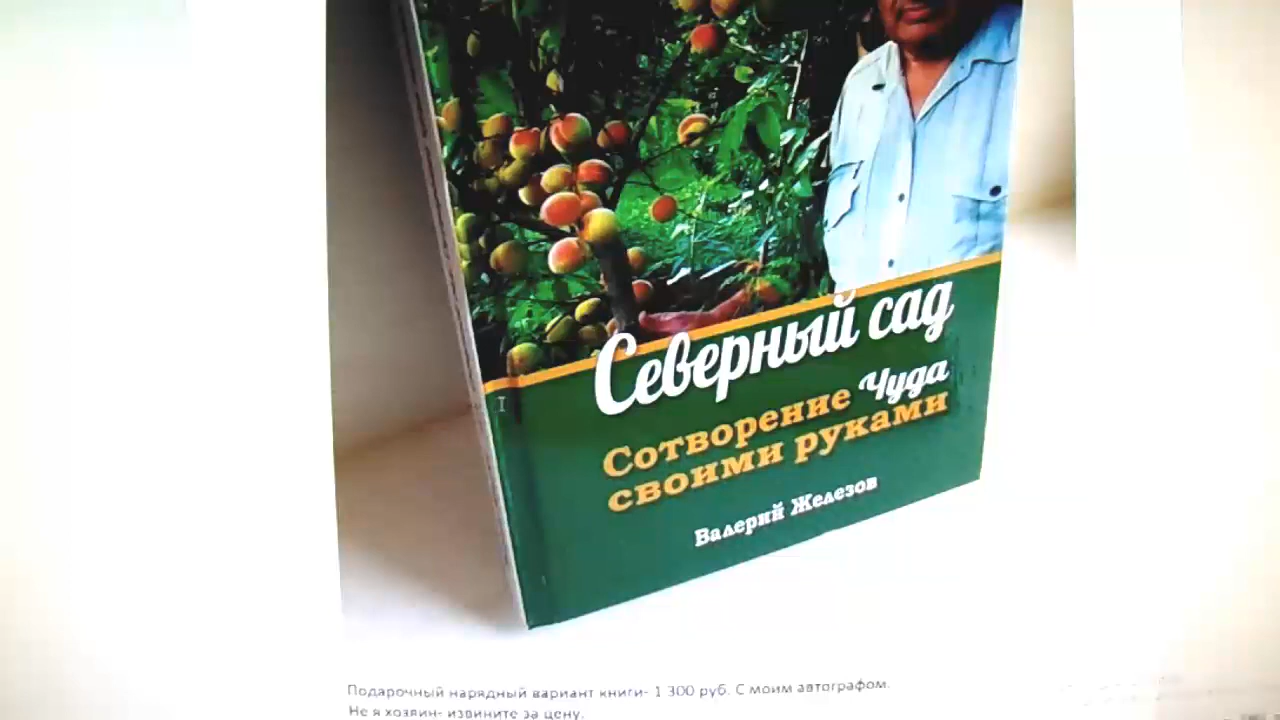 Северный сад
Сотворение Чуда
своими руками
Валерий Железов
Подарочный нарядный вариант книги- 1 300 руб. С моим автографом.
Не я хозяин- извините за цену.